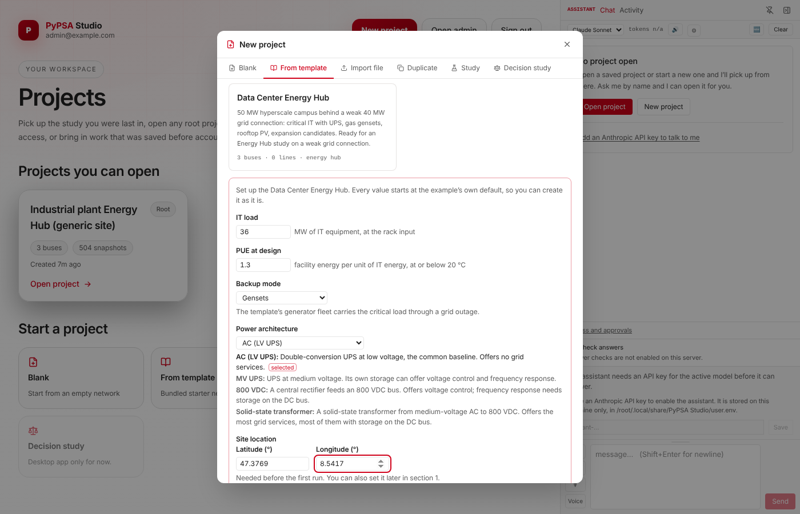 P
PyPSA Studio
admin@example.com
New project
Open admin
Sign out
YOUR WORKSPACE
Projects
Pick up the study you were last in, open any root
access, or bring in work that was saved before
Projects you can open
Industrial plant Energy
Hub (generic site)
Root
3 buses
504 snapshots
Created 7m ago
Open project →
Start a project
Blank
Start from an empty network
From template
Bundled starter
Decision study
Desktop app only for now.
New project
Blank
From template
Import file
Duplicate
Study
Decision study
Data Center Energy Hub
50 MW hyperscale campus behind a weak 40 MW
grid connection: critical IT with UPS, gas gensets,
rooftop PV, expansion candidates. Ready for an
Energy Hub study on a weak grid connection.
3 buses · 0 lines · energy hub
Set up the Data Center Energy Hub. Every value starts at the example's own default, so you can create
it as it is.
IT load
36 MW of IT equipment, at the rack input
PUE at design
1.3 facility energy per unit of IT energy, at or below 20 °C
Backup mode
Gensets
The template's generator fleet carries the critical load through a grid outage.
Power architecture
AC (LV UPS)
AC (LV UPS): Double-conversion UPS at low voltage, the common baseline. Offers no grid
services. selected
MV UPS: UPS at medium voltage. Its own storage can offer voltage control and frequency response.
800 VDC: A central rectifier feeds an 800 VDC bus. Offers voltage control; frequency response needs
storage on the DC bus.
Solid-state transformer: A solid-state transformer from medium-voltage AC to 800 VDC. Offers the
most grid services, most of them with storage on the DC bus.
Site location
Latitude (°)
Longitude (°)
47.3769
8.5417
Needed before the first run. You can also set it later in section 1.
ASSISTANT
Chat
Activity
Claude Sonnet
tokens n/a
Clear
project open
a saved project or start a new one and I'll pick up from
Ask me by name and I can open it for you.
Open project
New project
an Anthropic API key to talk to me
and approvals
check answers
checks are not enabled on this server.
assistant needs an API key for the active model before it can
an Anthropic API key to enable it. It is stored on this
only, in /root/.local/share/PyPSA Studio/user.env.
Save
message... (Shift+Enter for newline)
Voice
Send